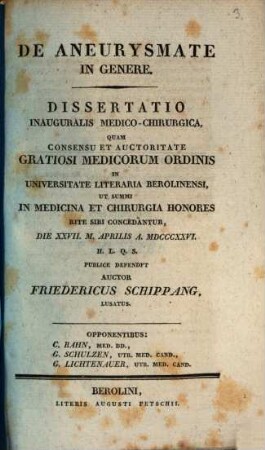 3.
DE ANEURYSMATE
IN GENERE.
DISSERTATIO
INAUGURALIS MEDICO-CHIRURGICA,
QUAM
CONSENSU ET AUCTORITATE
GRATIOSI MEDICORUM ORDINIS
IN
UNIVERSITATE LITERARIA BEROLINENSI,
UT SUMMI
IN MEDICINA ET CHIRURGIA HONORES
RITE SIBI CONCEDANTUR,
DIE XXVII. M. APRILIS A. MDCCCXXVI.
H. L. Q. S.
PUBLICE DEFENDET
AUCTOR
FRIEDERICUS SCHIPPANG,
LUSATUS.
OPPONENTIBUS:
C. RAHN, MED. DD.,
G. SCHULZEN, UTR. MED. CAND.,
G. LICHTENAUER, UTR. MED. CAND.
BEROLINI,
LITERIS AUGUSTI PETSCHII.